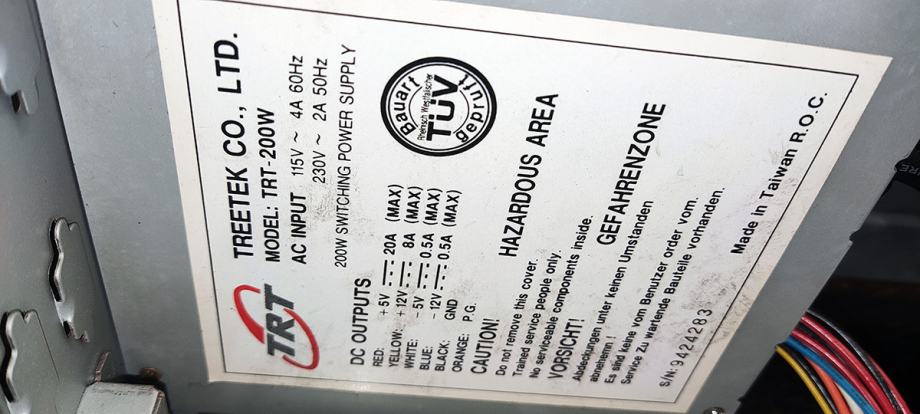 TRT
TREETEK CO., LTD.
MODEL: TRT-200W
AC INPUT 115V ~ 4A 60Hz
230V ~ 2A 50Hz
200W SWITCHING POWER SUPPLY
DC OUTPUTS
RED: +5V 20A (MAX)
YELLOW: +12V 8A (MAX)
WHITE: -5V 0.5A (MAX)
BLUE: -12V 0.5A (MAX)
BLACK: GND
ORANGE: P.G.
Bauart
Rheinisch Westfälischer
TÜV
geprüft
CAUTION!
HAZARDOUS AREA
Do not remove this cover.
Trained service people only.
No serviceable components inside.
VORSICHT!
GEFAHRENZONE
Abdeckungen unter keinen Umstanden
abnehmen !
Es sind keine vom Benutzer order vom.
Service Zu wartende Bauteile vorhanden.
S/N: 9424283
Made in Taiwan R.O.C.